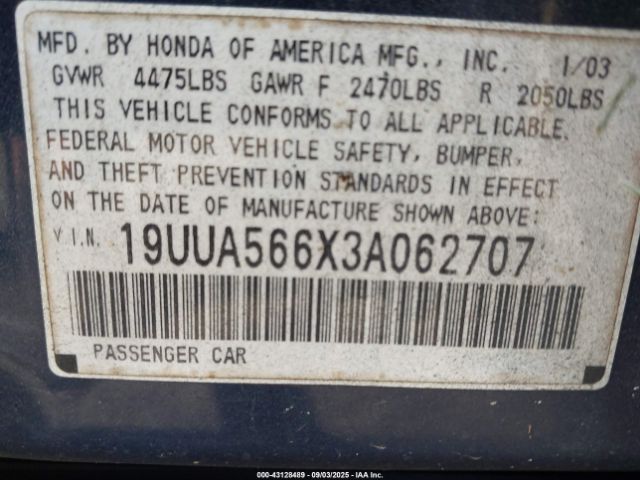 MFD. BY HONDA OF AMERICA MFG., INC. 1/03
GVWR 4475LBS GAWR F 2470LBS R 2050LBS
THIS VEHICLE CONFORMS TO ALL APPLICABLE
FEDERAL MOTOR VEHICLE SAFETY, BUMPER,
AND THEFT PREVENTION STANDARDS IN EFFECT
ON THE DATE OF MANUFACTURE SHOWN ABOVE:
V.I.N. 19UUA566X3A062707
PASSENGER CAR
000-43128489 - 09/03/2025 - IAA Inc.